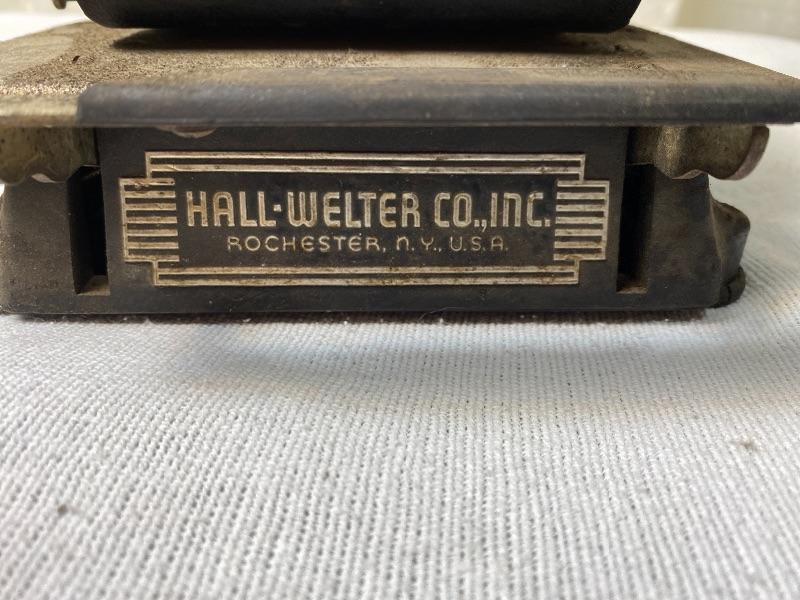 HALL-WELTER CO., INC.
ROCHESTER, N.Y., U.S.A.